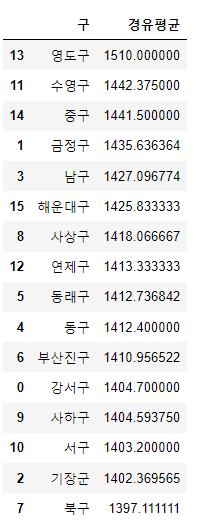 구 경유평균
13 영도구 1510.000000
11 수영구 1442.375000
14 중구 1441.500000
1 금정구 1435.636364
3 남구 1427.096774
15 해운대구 1425.833333
8 사상구 1418.066667
12 연제구 1413.333333
5 동래구 1412.736842
4 동구 1412.400000
6 부산진구 1410.956522
0 강서구 1404.700000
9 사하구 1404.593750
10 서구 1403.200000
2 기장군 1402.369565
7 북구 1397.111111